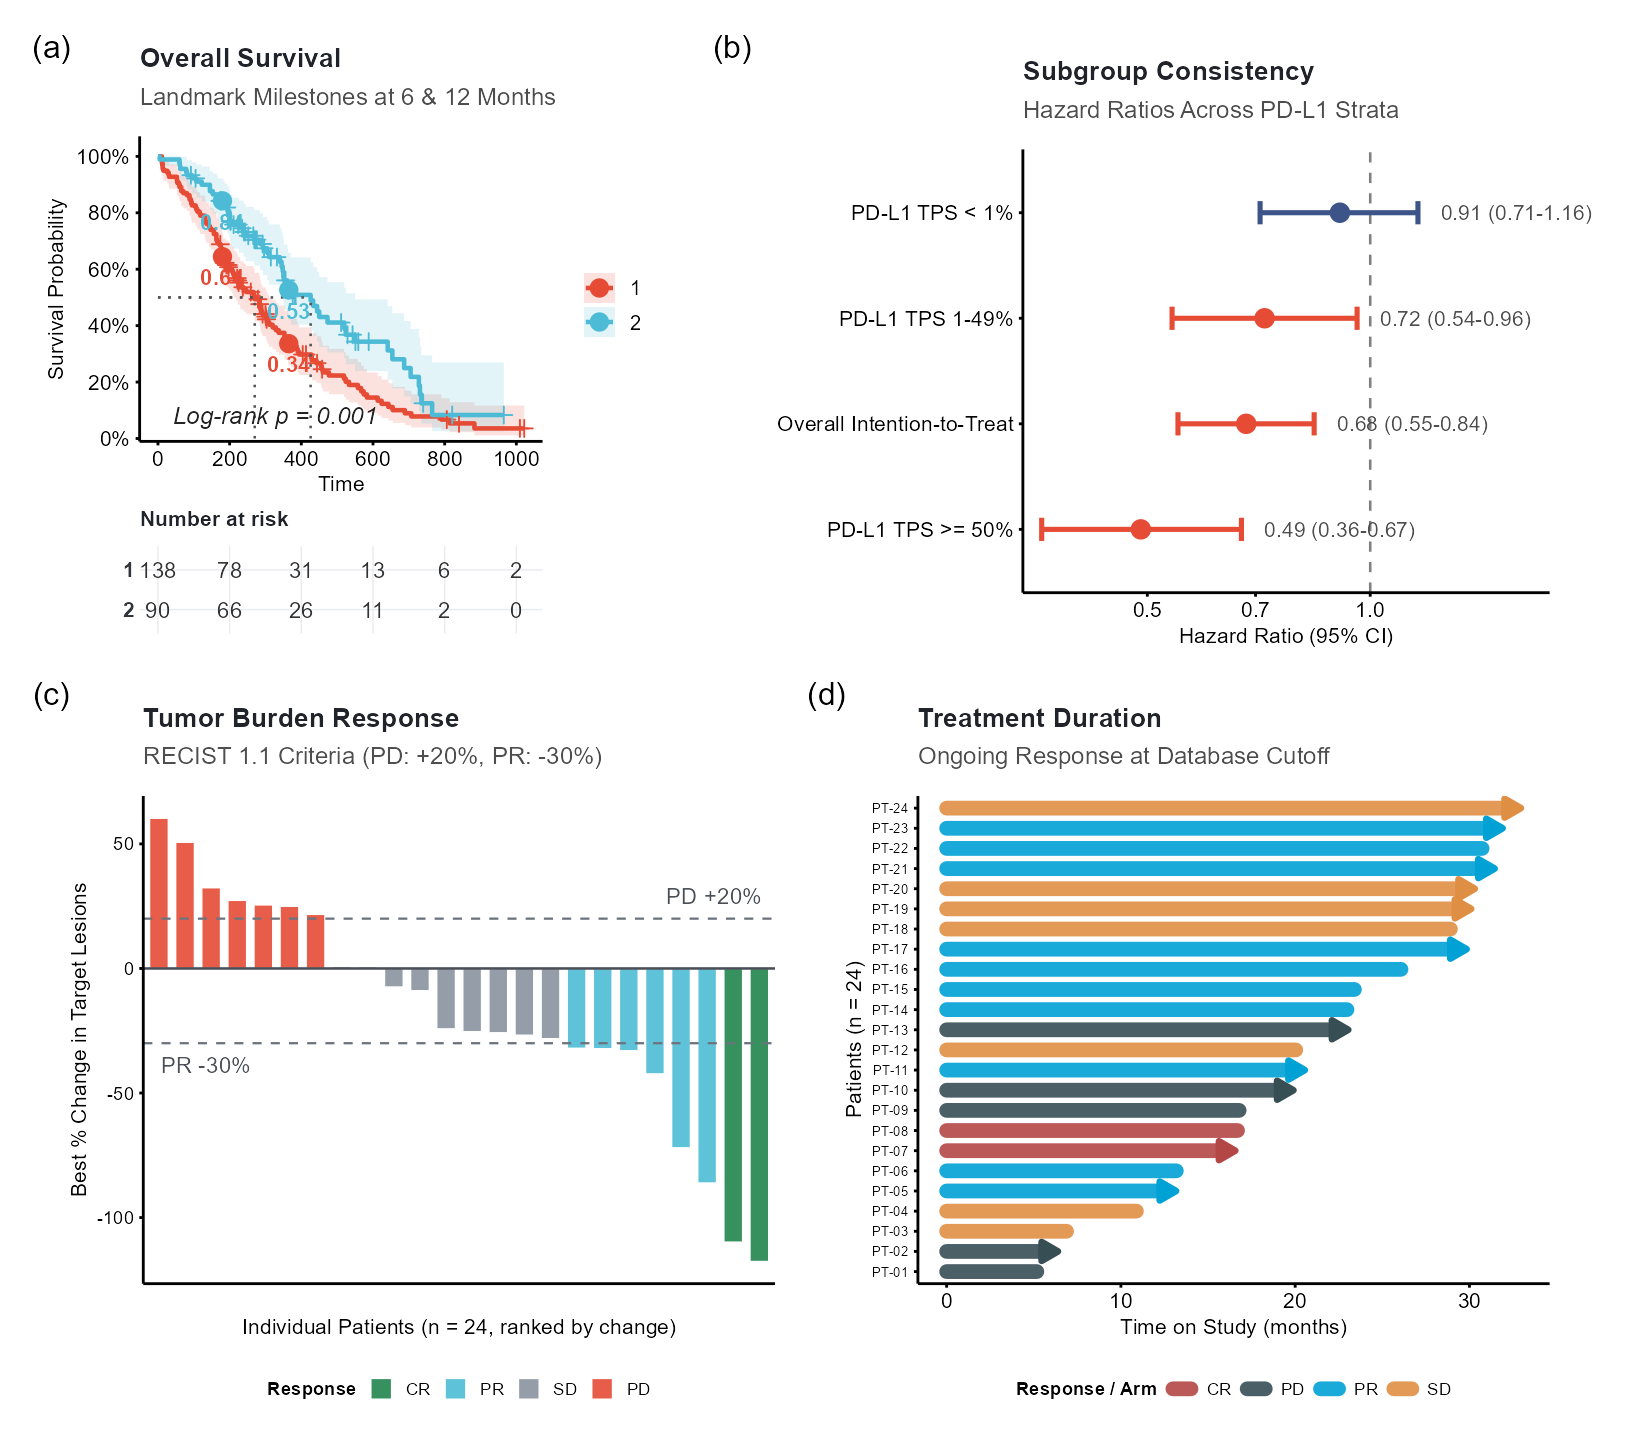 (a)
Overall Survival
Landmark Milestones at 6 & 12 Months
Survival Probability
100%
80%
60%
40%
20%
0%
0.53
0.34
Log-rank p = 0.001
0 200 400 600 800 1000
Time
1
2
Number at risk
1 138 78 31 13 6 2
2 90 66 26 11 2 0
(b)
Subgroup Consistency
Hazard Ratios Across PD-L1 Strata
PD-L1 TPS < 1% 0.91 (0.71-1.16)
PD-L1 TPS 1-49% 0.72 (0.54-0.96)
Overall Intention-to-Treat 0.68 (0.55-0.84)
PD-L1 TPS >= 50% 0.49 (0.36-0.67)
0.5 0.7 1.0
Hazard Ratio (95% CI)
(c)
Tumor Burden Response
RECIST 1.1 Criteria (PD: +20%, PR: -30%)
Best % Change in Target Lesions
50
0
-50
-100
PD +20%
PR -30%
Individual Patients (n = 24, ranked by change)
Response CR PR SD PD
(d)
Treatment Duration
Ongoing Response at Database Cutoff
Patients (n = 24)
PT-24
PT-23
PT-22
PT-21
PT-20
PT-19
PT-18
PT-17
PT-16
PT-15
PT-14
PT-13
PT-12
PT-11
PT-10
PT-09
PT-08
PT-07
PT-06
PT-05
PT-04
PT-03
PT-02
PT-01
0 10 20 30
Time on Study (months)
Response / Arm CR PD PR SD